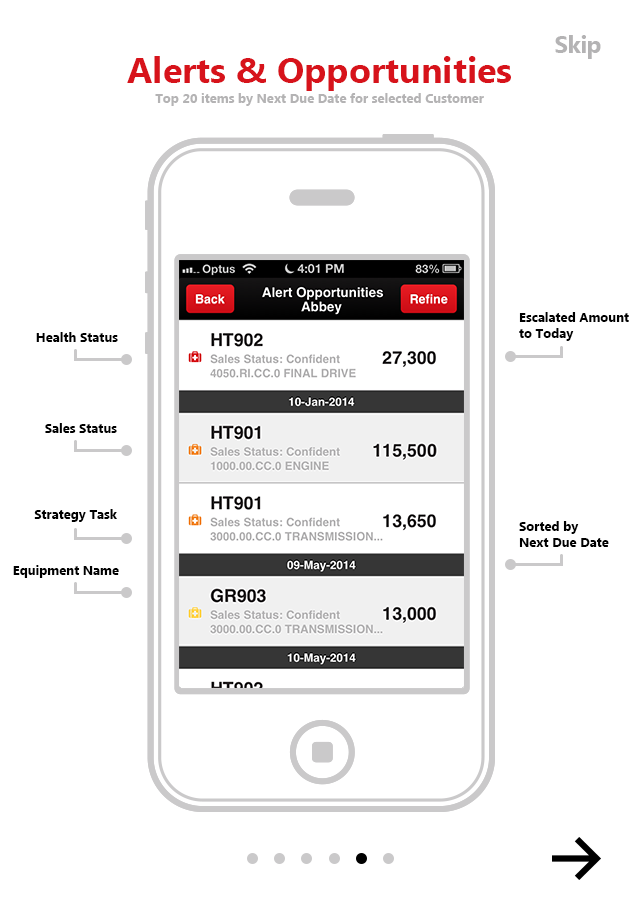 Skip
Alerts & Opportunities
Top 20 items by Next Due Date for selected Customer
Optus 4:01 PM 83%
Back
Alert Opportunities
Abbey
Refine
HT902
Sales Status: Confident
4050.RI.CC.0 FINAL DRIVE
27,300
10-Jan-2014
HT901
Sales Status: Confident
1000.00.CC.0 ENGINE
115,500
HT901
Sales Status: Confident
3000.00.CC.0 TRANSMISSION...
13,650
09-May-2014
GR903
Sales Status: Confident
3000.00.CC.0 TRANSMISSION...
13,000
10-May-2014
HT902
Health Status
Sales Status
Strategy Task
Equipment Name
Escalated Amount
to Today
Sorted by
Next Due Date